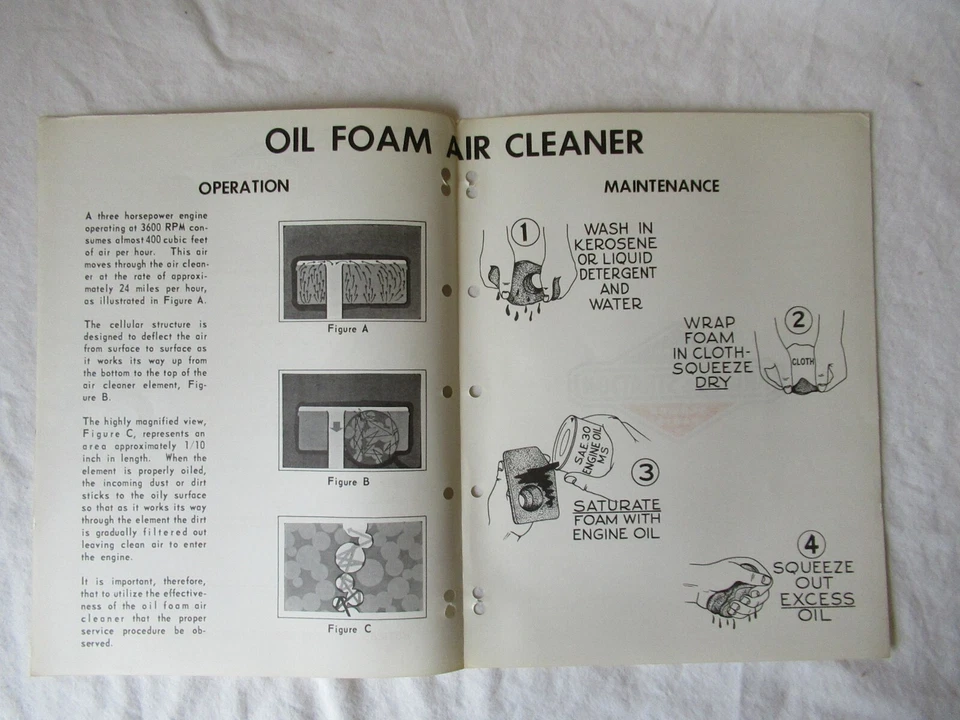 OIL FOAM AIR CLEANER
OPERATION
A three horsepower engine
operating at 3600 RPM con-
sumes almost 400 cubic feet
of air per hour. This air
moves through the air clean-
er at the rate of approxi-
mately 24 miles per hour,
as illustrated in Figure A.
The cellular structure is
designed to deflect the air
from surface to surface as
it works its way up from
the bottom to the top of the
air cleaner element, Fig-
ure B.
The highly magnified view,
Figure C, represents an
area approximately 1/10
inch in length. When the
element is properly oiled,
the incoming dust or dirt
sticks to the oily surface
so that as it works its way
through the element the dirt
is gradually filtered out
leaving clean air to enter
the engine.
It is important, therefore,
that to utilize the effective-
ness of the oil foam air
cleaner that the proper
service procedure be ob-
served.
Figure A
Figure B
Figure C
MAINTENANCE
1
WASH IN
KEROSENE
OR LIQUID
DETERGENT
AND
WATER
2
WRAP
FOAM
IN CLOTH-
SQUEEZE
DRY
CLOTH
SAE 30
ENGINE OIL
MS
3
SATURATE
FOAM WITH
ENGINE OIL
4
SQUEEZE
OUT
EXCESS
OIL